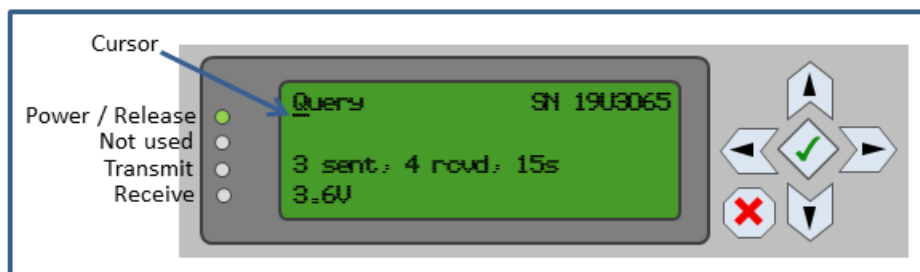 Cursor
Power / Release
Not used
Transmit
Receive
Query SN 19U3065
3 sent, 4 rcvd, 15s
3.6V